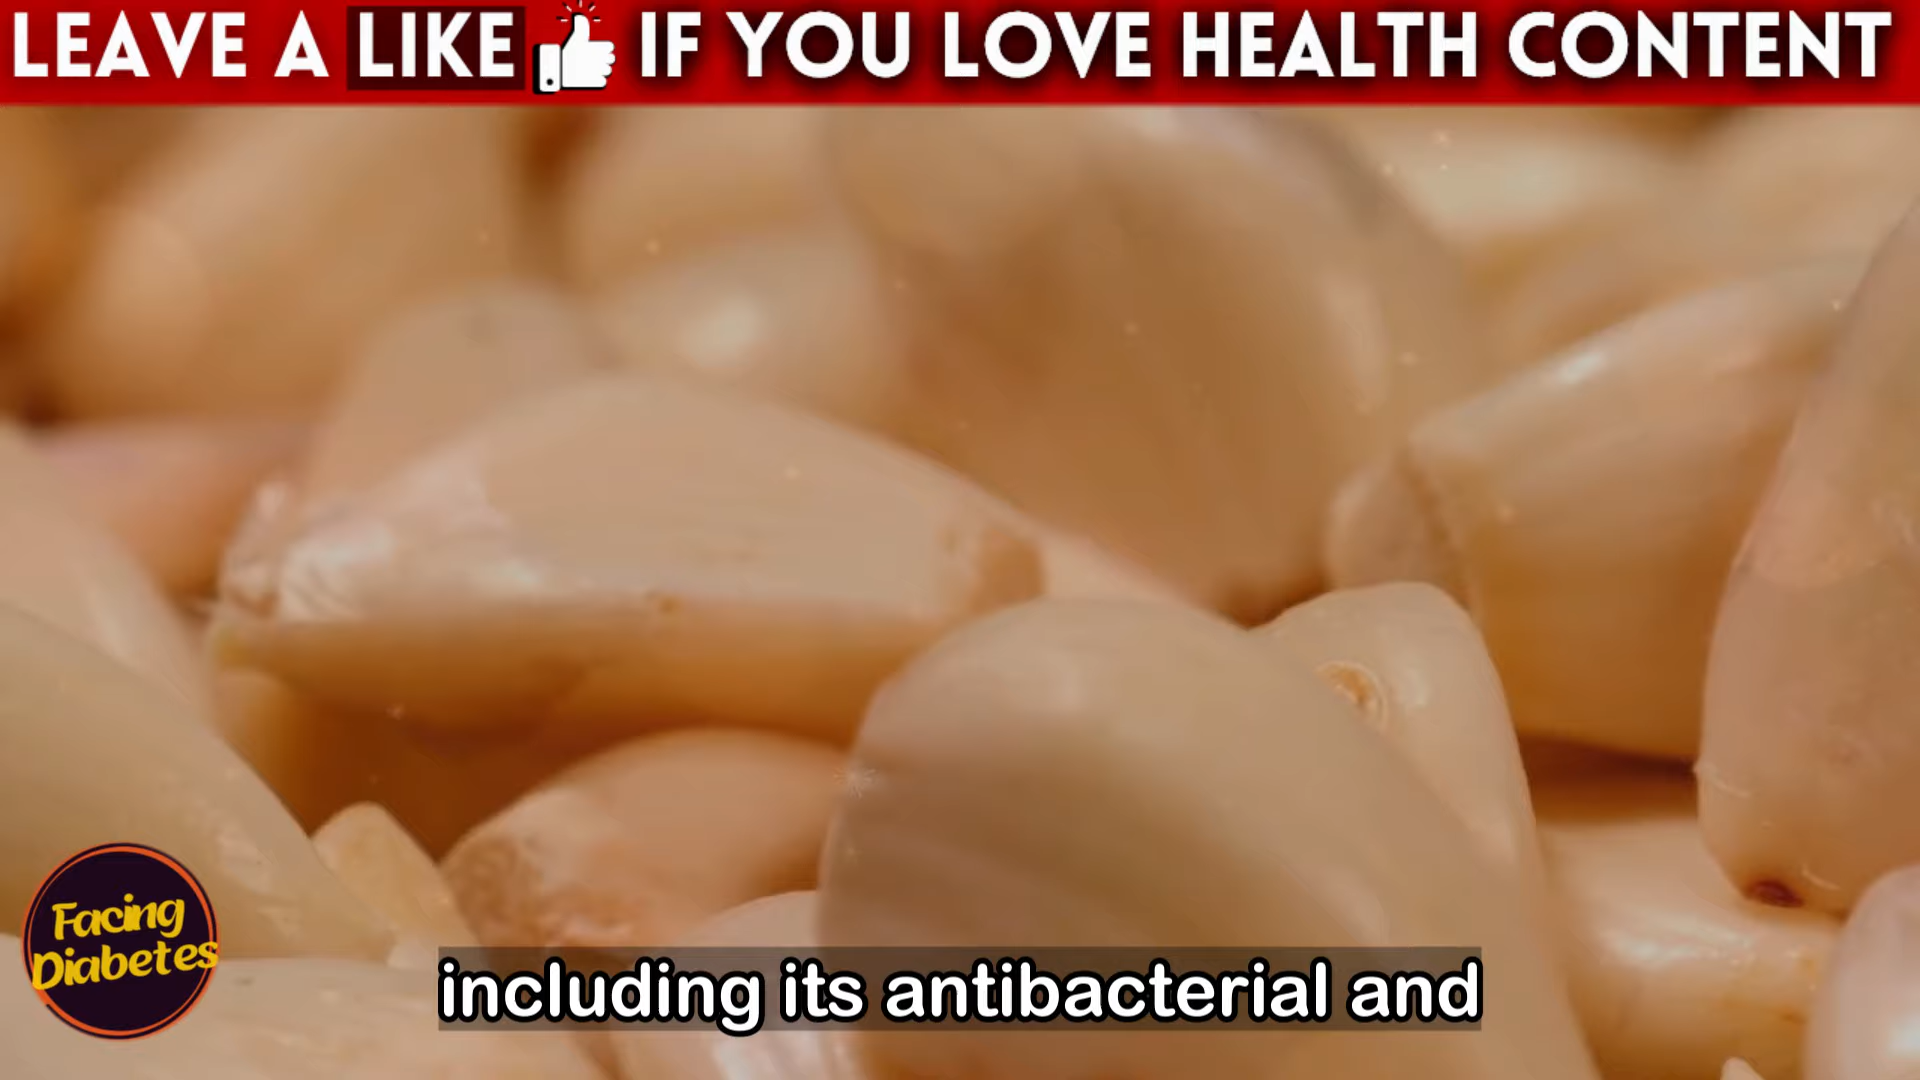 LEAVE A LIKE IF YOU LOVE HEALTH CONTENT
Facing
Diabetes
including its antibacterial and